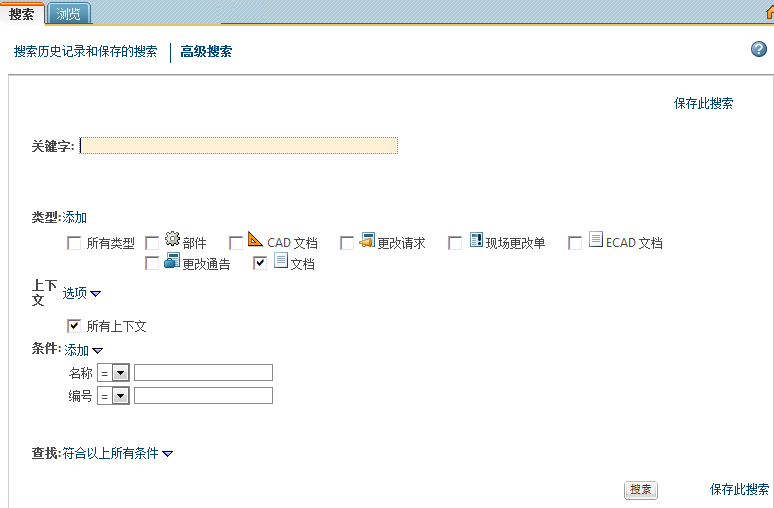 搜索 浏览
搜索历史记录和保存的搜索 高级搜索
保存此搜索
关键字:
类型:添加
所有类型 部件 CAD 文档 更改请求 现场更改单 ECAD 文档
更改通告 文档
上下文 选项
所有上下文
条件: 添加
名称 =
编号 =
查找:符合以上所有条件
搜索 保存此搜索